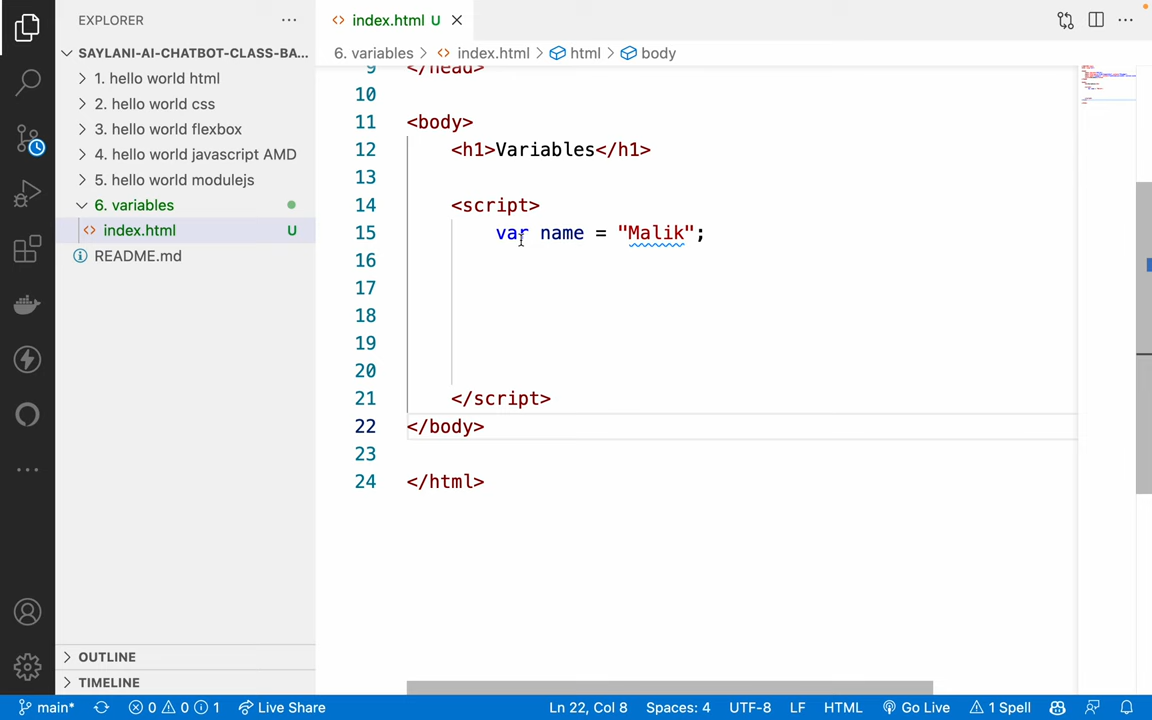 EXPLORER
SAYLANI-AI-CHATBOT-CLASS-BA...
1. hello world html
2. hello world css
3. hello world flexbox
4. hello world javascript AMD
5. hello world modulejs
6. variables
index.html U
README.md
OUTLINE
TIMELINE
index.html U
6. variables > index.html > html > body
9 </head>
10
11 <body>
12 <h1>Variables</h1>
13
14 <script>
15 var name = "Malik";
16
17
18
19
20
21 </script>
22 </body>
23
24 </html>
main* 0 0 1 Live Share Ln 22, Col 8 Spaces: 4 UTF-8 LF HTML Go Live 1 Spell